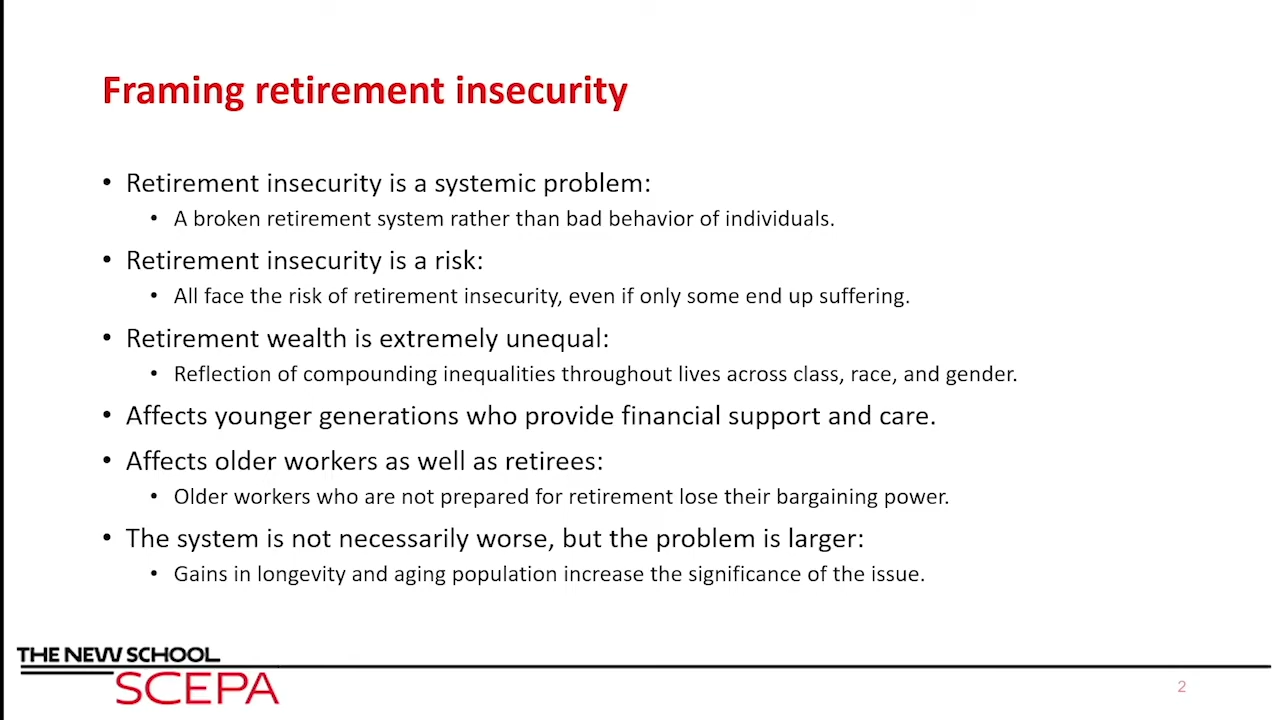 Framing retirement insecurity
• Retirement insecurity is a systemic problem:
• A broken retirement system rather than bad behavior of individuals.
• Retirement insecurity is a risk:
• All face the risk of retirement insecurity, even if only some end up suffering.
• Retirement wealth is extremely unequal:
• Reflection of compounding inequalities throughout lives across class, race, and gender.
• Affects younger generations who provide financial support and care.
• Affects older workers as well as retirees:
• Older workers who are not prepared for retirement lose their bargaining power.
• The system is not necessarily worse, but the problem is larger:
• Gains in longevity and aging population increase the significance of the issue.
THE NEW SCHOOL
SCEPA
2